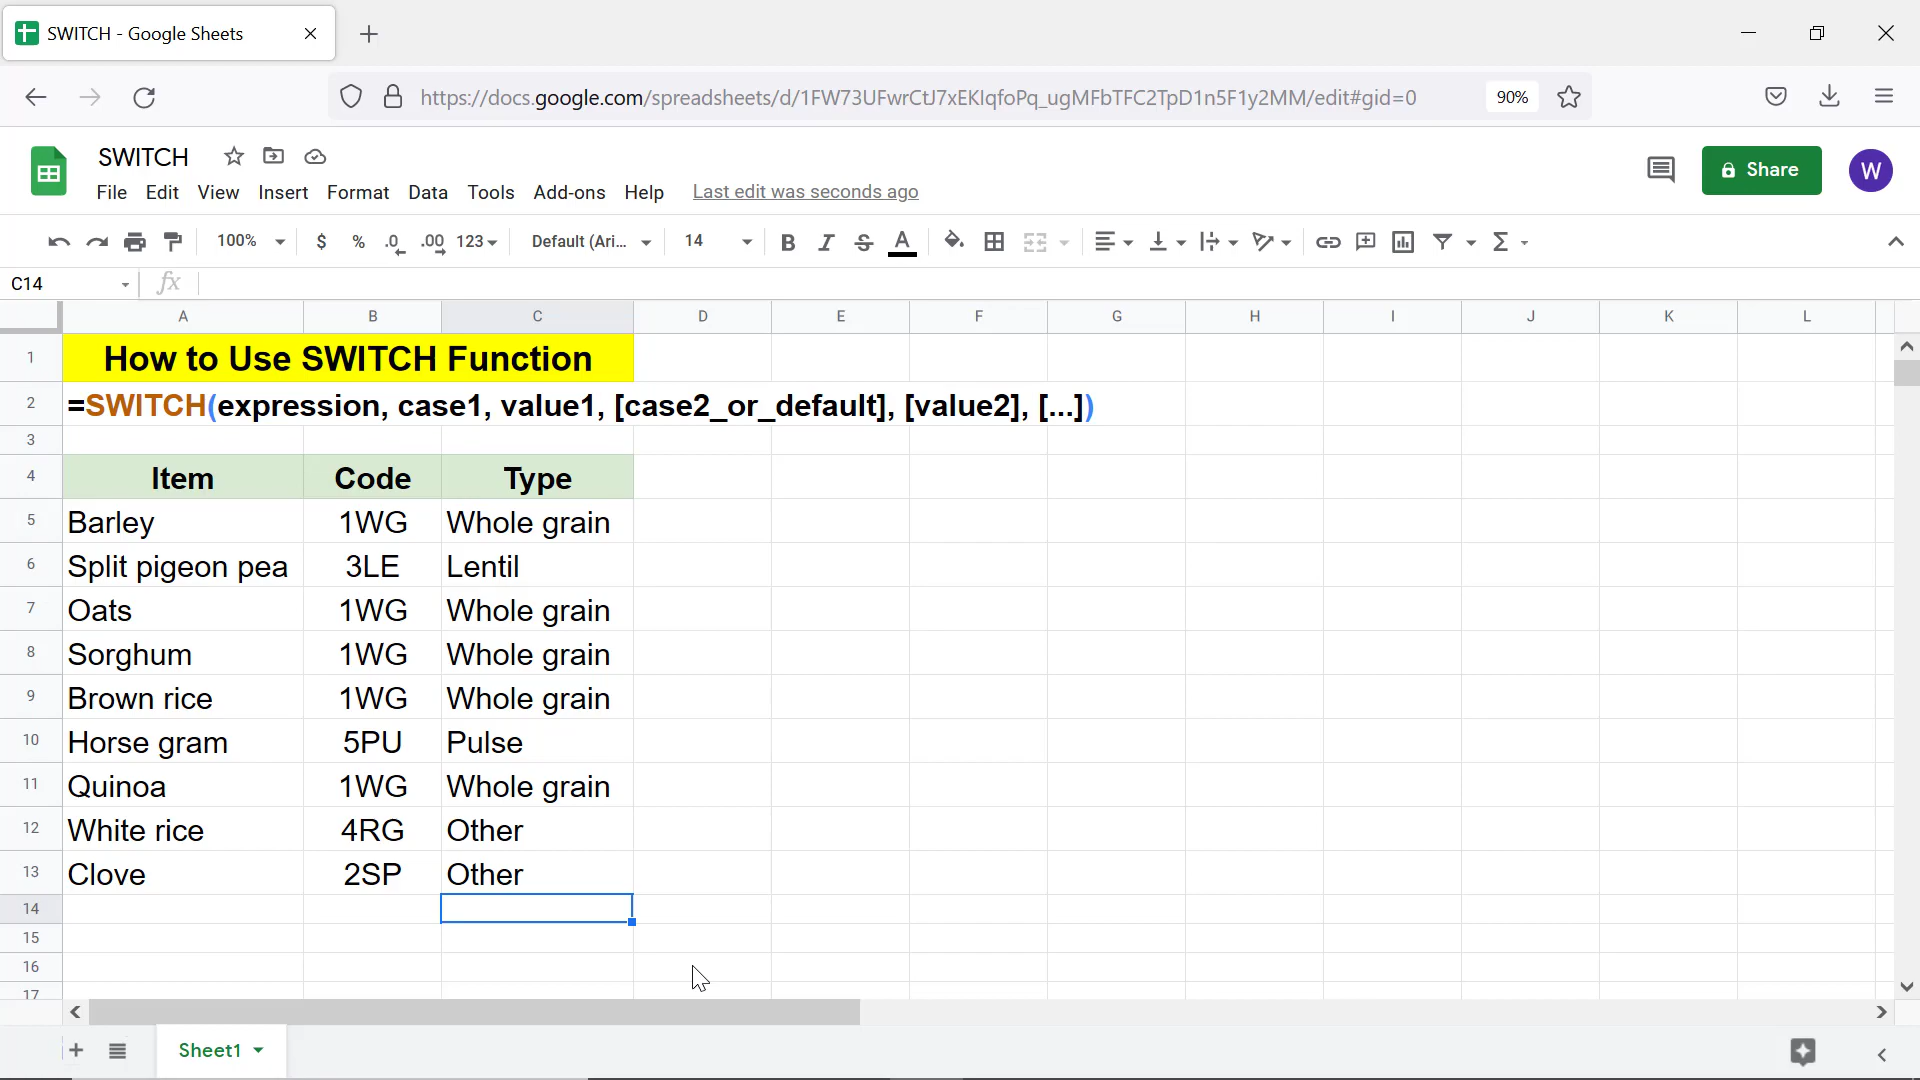 SWITCH - Google Sheets
https://docs.google.com/spreadsheets/d/1FW73UFwrCtJ7xEKIqfoPq_ugMFbTFC2TpD1n5F1y2MM/edit#gid=0 90%
SWITCH
File Edit View Insert Format Data Tools Add-ons Help Last edit was seconds ago
Share W
100% $ % .0 .00 123 Default (Ari... 14 B I S A Σ
C14 fx
A B C D E F G H I J K L
1 How to Use SWITCH Function
2 =SWITCH(expression, case1, value1, [case2_or_default], [value2], [...])
3
4 Item Code Type
5 Barley 1WG Whole grain
6 Split pigeon pea 3LE Lentil
7 Oats 1WG Whole grain
8 Sorghum 1WG Whole grain
9 Brown rice 1WG Whole grain
10 Horse gram 5PU Pulse
11 Quinoa 1WG Whole grain
12 White rice 4RG Other
13 Clove 2SP Other
14
15
16
17
Sheet1